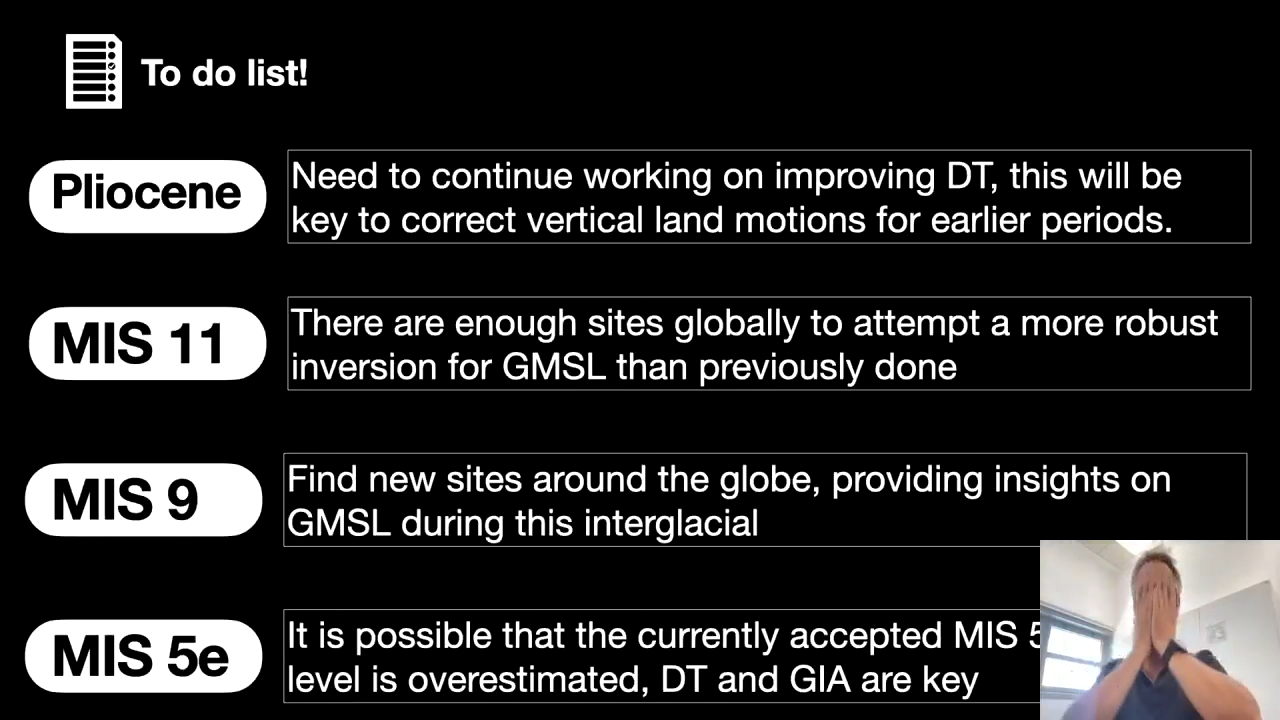 To do list!
Pliocene
Need to continue working on improving DT, this will be
key to correct vertical land motions for earlier periods.
MIS 11
There are enough sites globally to attempt a more robust
inversion for GMSL than previously done
MIS 9
Find new sites around the globe, providing insights on
GMSL during this interglacial
MIS 5e
It is possible that the currently accepted MIS
level is overestimated, DT and GIA are key